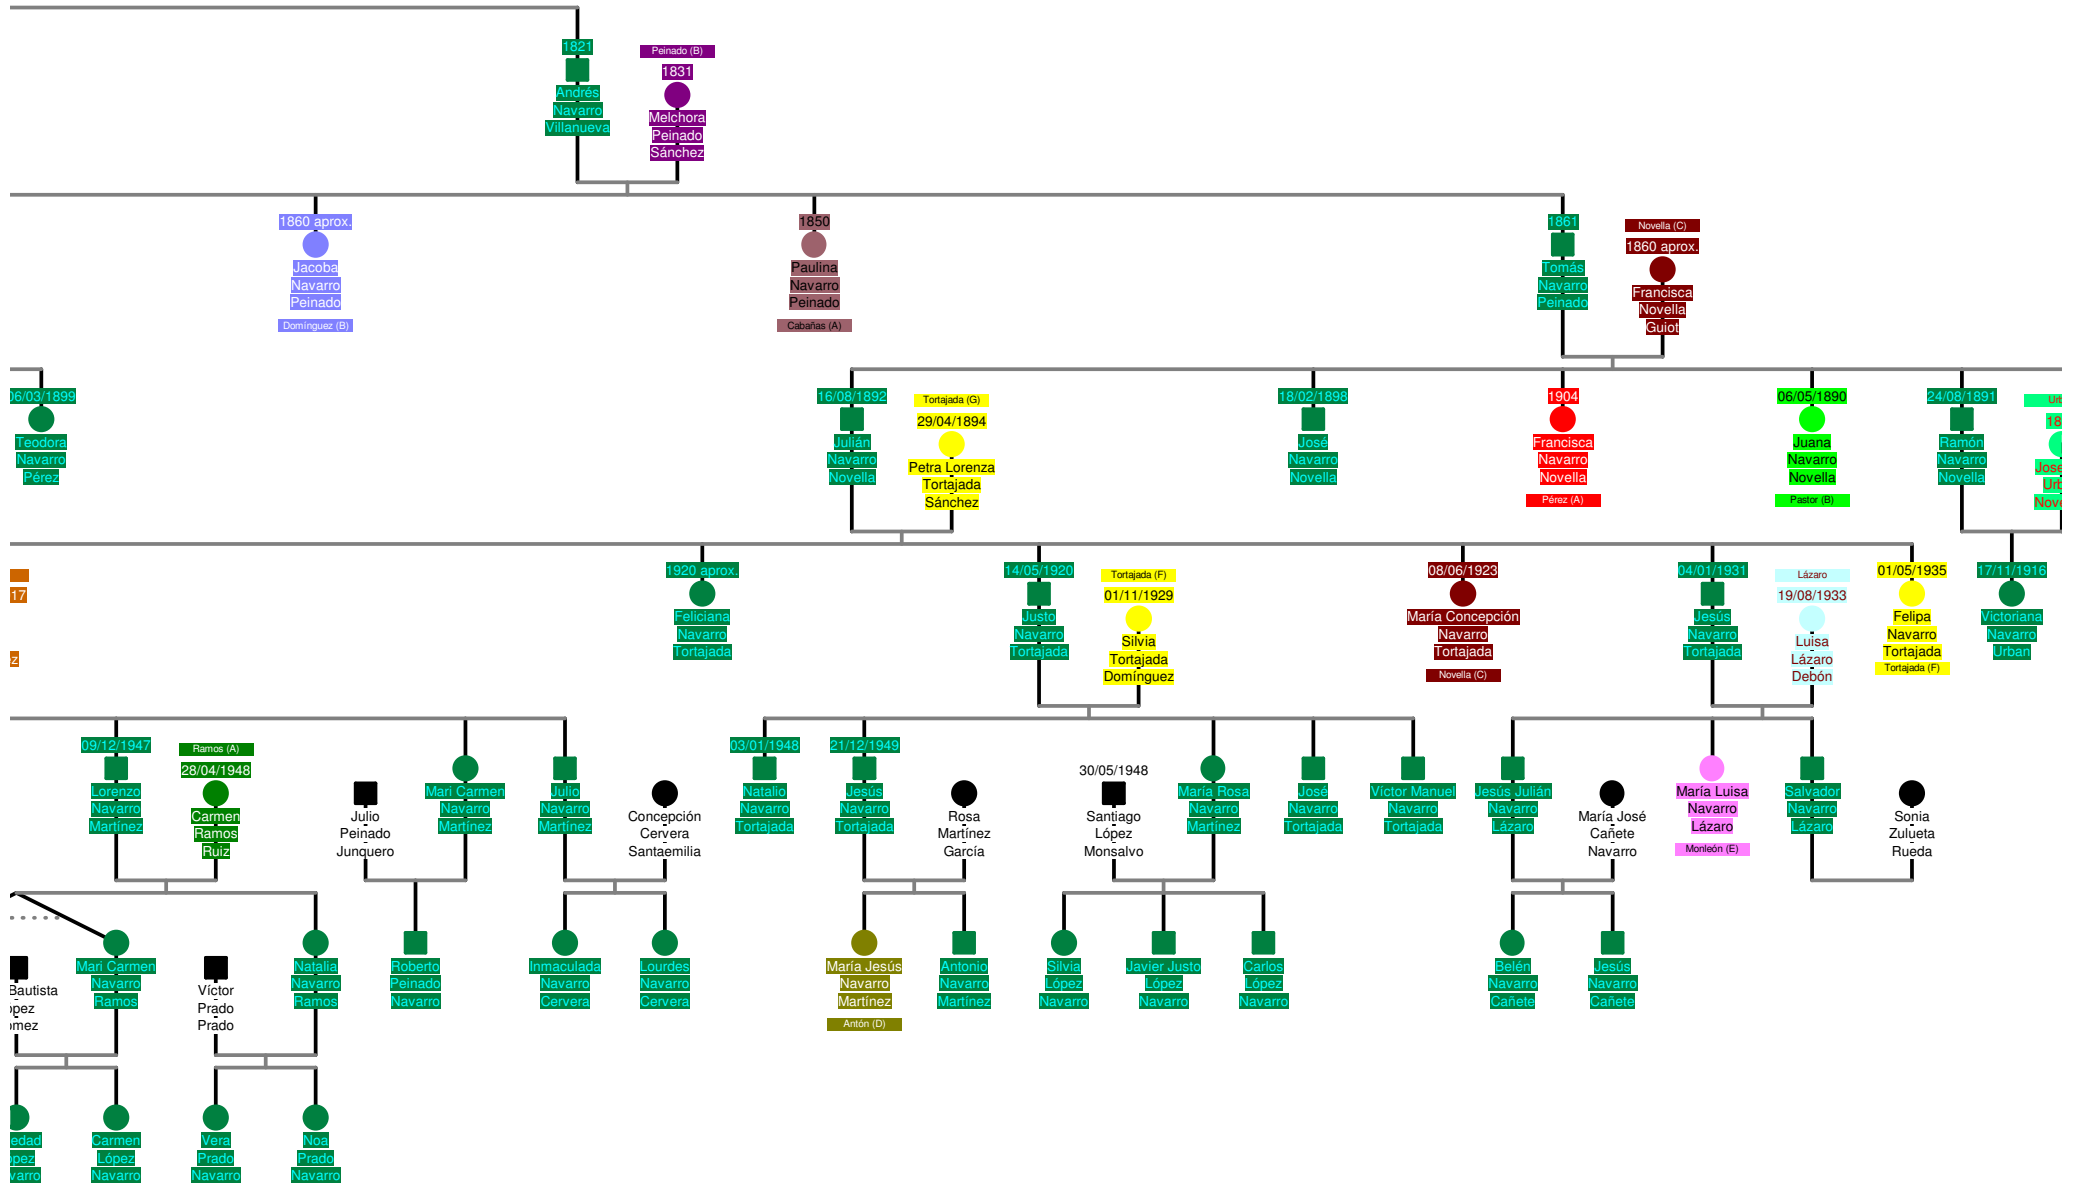 1821
Andrés
Navarro
Villanueva
Peinado (B)
1831
Melchora
Peinado
Sánchez
1860 aprox.
Jacoba
Navarro
Peinado
Domínguez (B)
1850
Paulina
Navarro
Peinado
Cabañas (A)
1861
Tomás
Navarro
Peinado
Novella (C)
1860 aprox.
Francisca
Novella
Guiot
06/03/1899
Teodora
Navarro
Pérez
16/08/1892
Julián
Navarro
Novella
Tortajada (G)
29/04/1894
Petra Lorenza
Tortajada
Sánchez
18/02/1898
José
Navarro
Novella
1904
Francisca
Navarro
Novella
Pérez (A)
06/05/1890
Juana
Navarro
Novella
Pastor (B)
24/08/1891
Ramón
Navarro
Novella
Urb
18
Jose
Urb
Nove
17
ez
1920 aprox.
Feliciana
Navarro
Tortajada
14/05/1920
Justo
Navarro
Tortajada
Tortajada (F)
01/11/1929
Silvia
Tortajada
Domínguez
08/06/1923
María Concepción
Navarro
Tortajada
Novella (C)
04/01/1931
Jesús
Navarro
Tortajada
Lázaro
19/08/1933
Luisa
Lázaro
Debón
01/05/1935
Felipa
Navarro
Tortajada
Tortajada (F)
17/11/1916
Victoriana
Navarro
Urban
09/12/1947
Lorenzo
Navarro
Martínez
Ramos (A)
28/04/1948
Carmen
Ramos
Ruiz
Julio
Peinado
Junquero
Mari Carmen
Navarro
Martínez
Julio
Navarro
Martínez
Concepción
Cervera
Santaemilia
03/01/1948
Natalio
Navarro
Tortajada
21/12/1949
Jesús
Navarro
Tortajada
Rosa
Martínez
García
30/05/1948
Santiago
López
Monsalvo
María Rosa
Navarro
Martínez
José
Navarro
Tortajada
Víctor Manuel
Navarro
Tortajada
Jesús Julián
Navarro
Lázaro
María José
Cañete
Navarro
María Luisa
Navarro
Lázaro
Monleón (E)
Salvador
Navarro
Lázaro
Sonia
Zulueta
Rueda
Bautista
ópez
ómez
Mari Carmen
Navarro
Ramos
Víctor
Prado
Prado
Natalia
Navarro
Ramos
Roberto
Peinado
Navarro
Inmaculada
Navarro
Cervera
Lourdes
Navarro
Cervera
María Jesús
Navarro
Martínez
Antón (D)
Antonio
Navarro
Martínez
Silvia
López
Navarro
Javier Justo
López
Navarro
Carlos
López
Navarro
Belén
Navarro
Cañete
Jesús
Navarro
Cañete
edad
ópez
varro
Carmen
López
Navarro
Vera
Prado
Navarro
Noa
Prado
Navarro